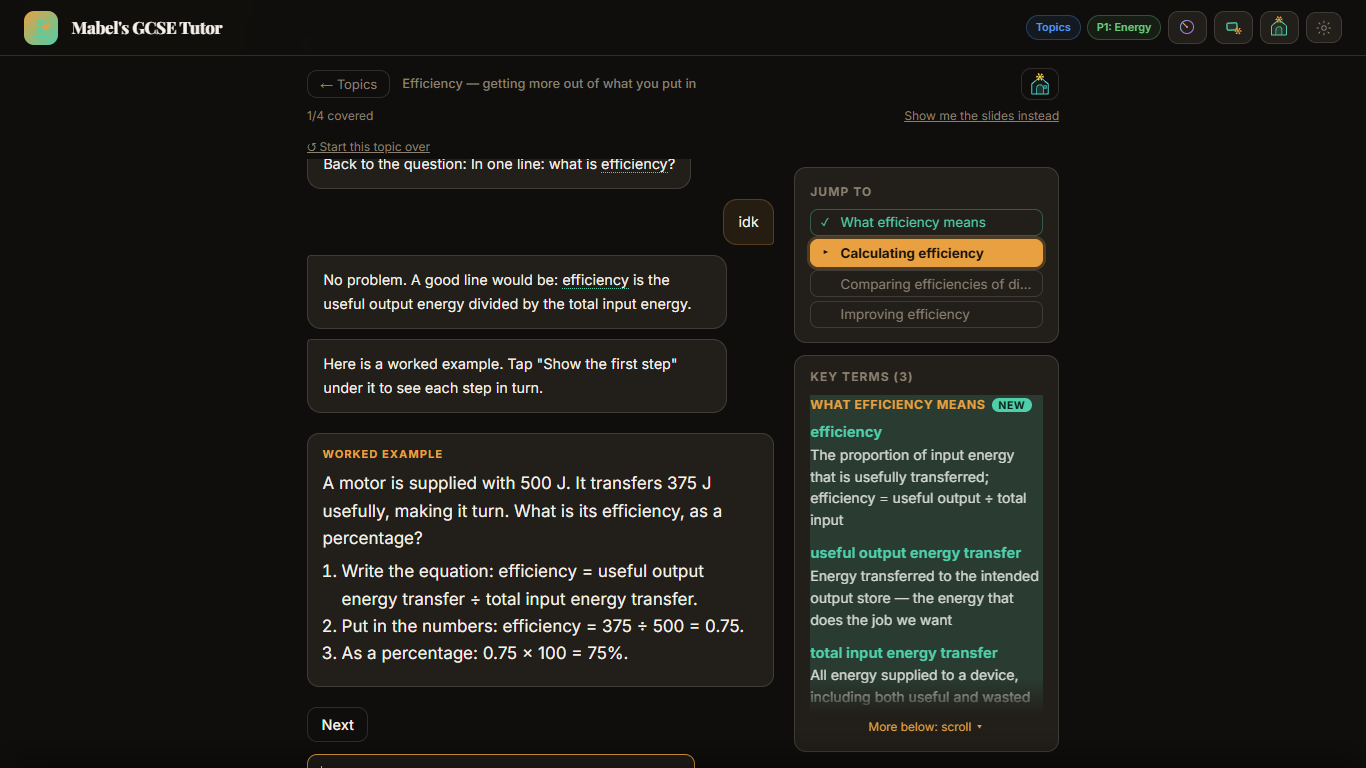 Mabel's GCSE Tutor
Topics
P1: Energy
← Topics
Efficiency — getting more out of what you put in
1/4 covered
Show me the slides instead
↺ Start this topic over
Back to the question: In one line: what is efficiency?
idk
No problem. A good line would be: efficiency is the
useful output energy divided by the total input energy.
Here is a worked example. Tap "Show the first step"
under it to see each step in turn.
WORKED EXAMPLE
A motor is supplied with 500 J. It transfers 375 J
usefully, making it turn. What is its efficiency, as a
percentage?
1. Write the equation: efficiency = useful output
energy transfer ÷ total input energy transfer.
2. Put in the numbers: efficiency = 375 ÷ 500 = 0.75.
3. As a percentage: 0.75 × 100 = 75%.
Next
JUMP TO
✓ What efficiency means
▸ Calculating efficiency
Comparing efficiencies of di...
Improving efficiency
KEY TERMS (3)
WHAT EFFICIENCY MEANS NEW
efficiency
The proportion of input energy
that is usefully transferred;
efficiency = useful output ÷ total
input
useful output energy transfer
Energy transferred to the intended
output store — the energy that
does the job we want
total input energy transfer
All energy supplied to a device,
including both useful and wasted
More below: scroll ▾